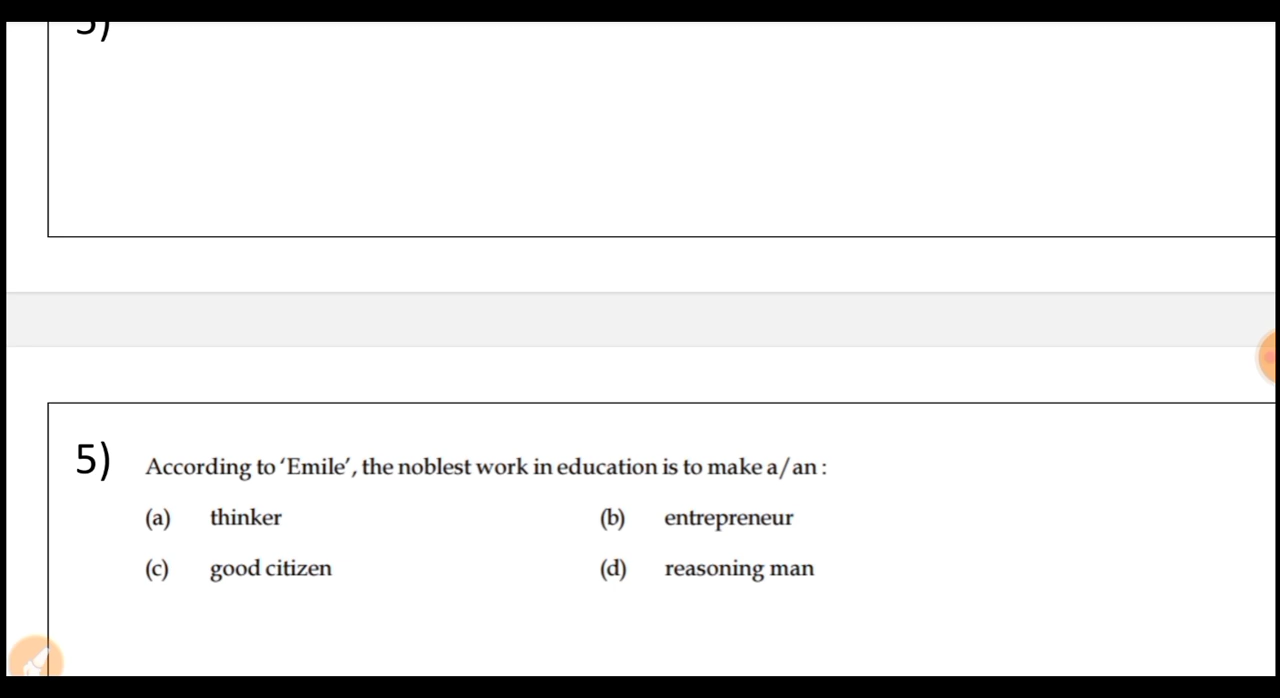 5) According to ‘Emile’, the noblest work in education is to make a/an :
(a) thinker (b) entrepreneur
(c) good citizen (d) reasoning man